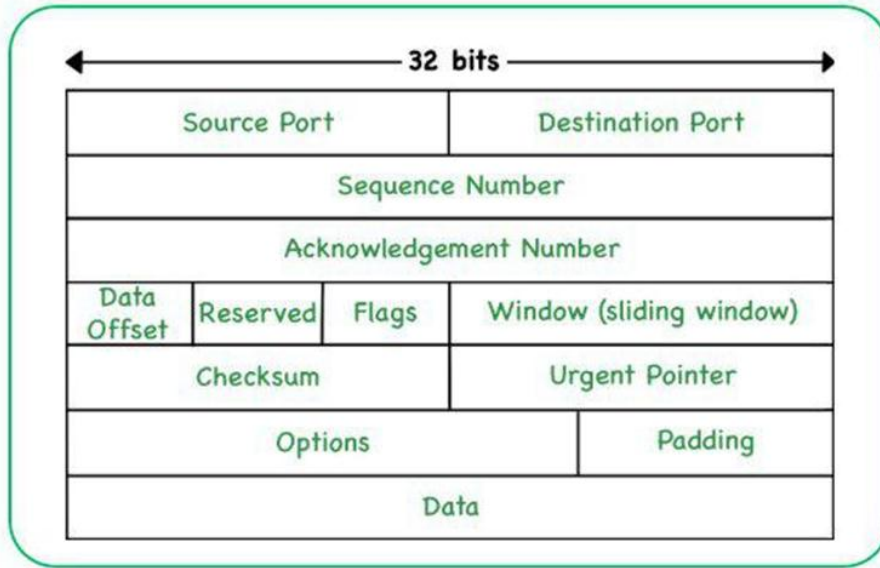 32 bits
Source Port
Destination Port
Sequence Number
Acknowledgement Number
Data
Offset
Reserved
Flags
Window (sliding window)
Checksum
Urgent Pointer
Options
Padding
Data